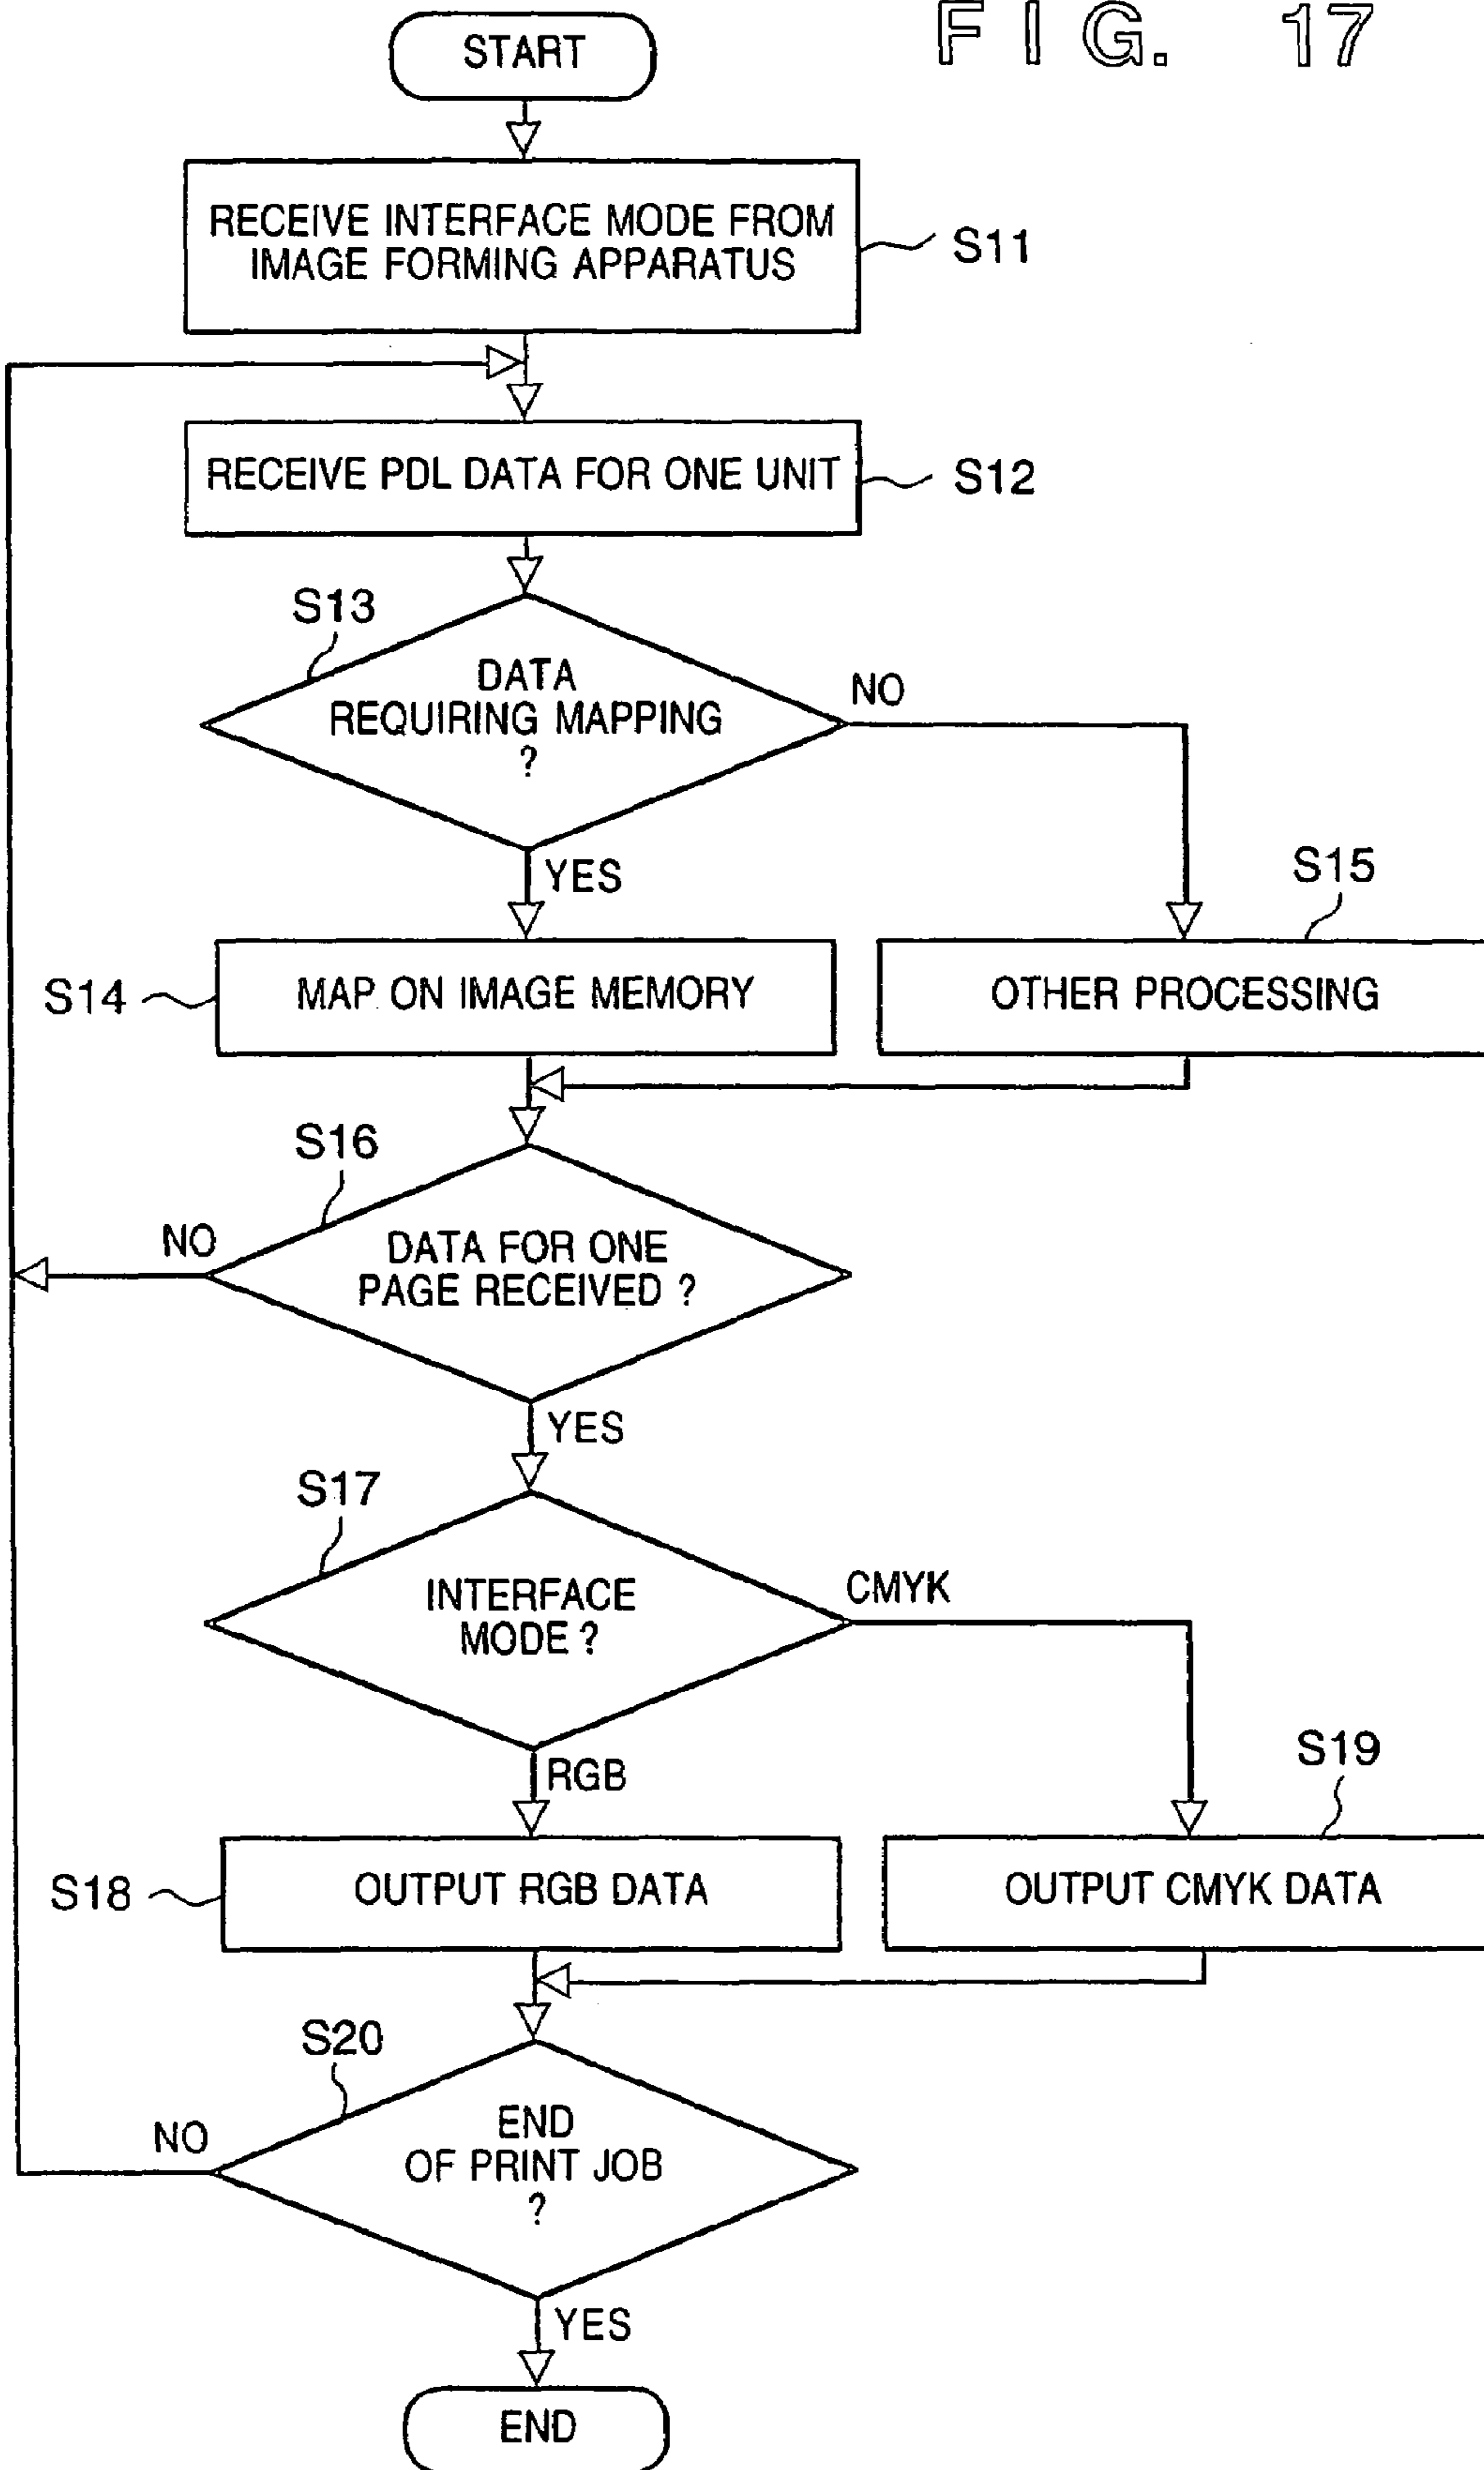 FIG. 17
START
RECEIVE INTERFACE MODE FROM
IMAGE FORMING APPARATUS
S11
RECEIVE PDL DATA FOR ONE UNIT
S12
S13
DATA
REQUIRING MAPPING
?
NO
YES
S15
S14
MAP ON IMAGE MEMORY
OTHER PROCESSING
S16
NO
DATA FOR ONE
PAGE RECEIVED ?
YES
S17
INTERFACE
MODE ?
CMYK
RGB
S19
S18
OUTPUT RGB DATA
OUTPUT CMYK DATA
S20
NO
END
OF PRINT JOB
?
YES
END